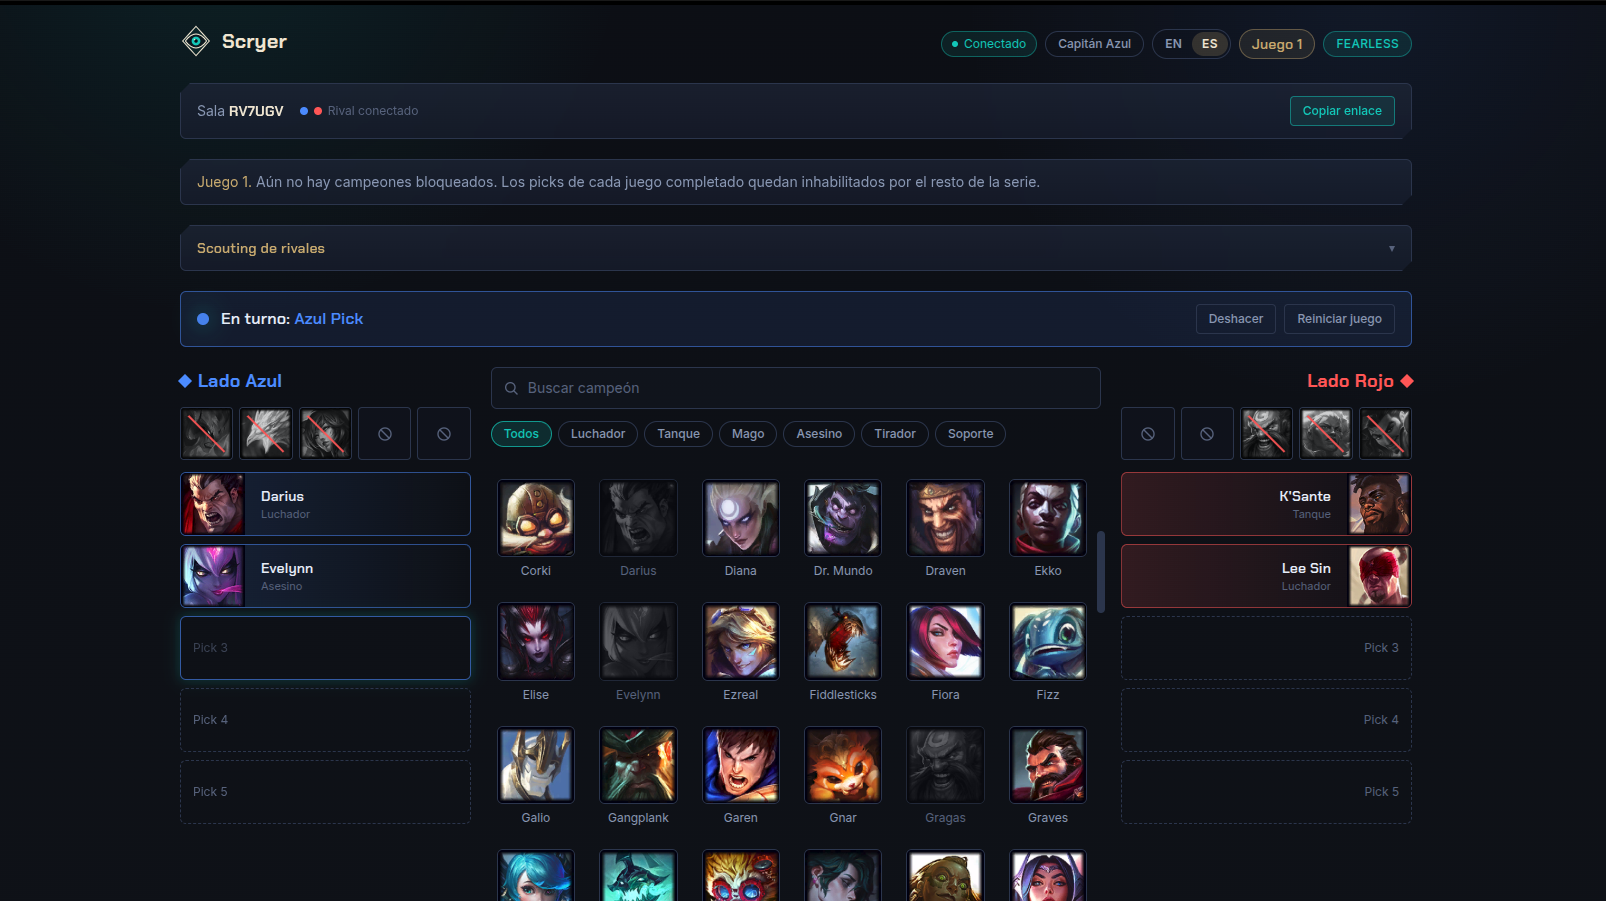 Scryer
Conectado
Capitán Azul
EN
ES
Juego 1
FEARLESS
Sala RV7UGV
Rival conectado
Copiar enlace
Juego 1. Aún no hay campeones bloqueados. Los picks de cada juego completado quedan inhabilitados por el resto de la serie.
Scouting de rivales
En turno: Azul Pick
Deshacer
Reiniciar juego
Lado Azul
Darius
Luchador
Evelynn
Asesino
Pick 3
Pick 4
Pick 5
Buscar campeón
Todos
Luchador
Tanque
Mago
Asesino
Tirador
Soporte
Corki
Darius
Diana
Dr. Mundo
Draven
Ekko
Elise
Evelynn
Ezreal
Fiddlesticks
Fiora
Fizz
Galio
Gangplank
Garen
Gnar
Gragas
Graves
Lado Rojo
K'Sante
Tanque
Lee Sin
Luchador
Pick 3
Pick 4
Pick 5